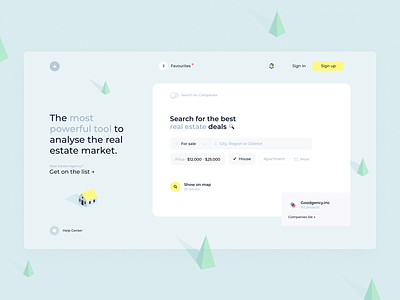 Favourites
Sign in
Sign up
Search for Companies
The most
powerful tool to
analyse the real
estate market.
Real Estate Agency?
Get on the list →
Search for the best
real estate deals 🔍
For sale
City, Region or District
Price: $12.000 - $25.000
✔ House
Apartment
Hotel
Show on map
Goodgency.inc
Companies list →
Help Center